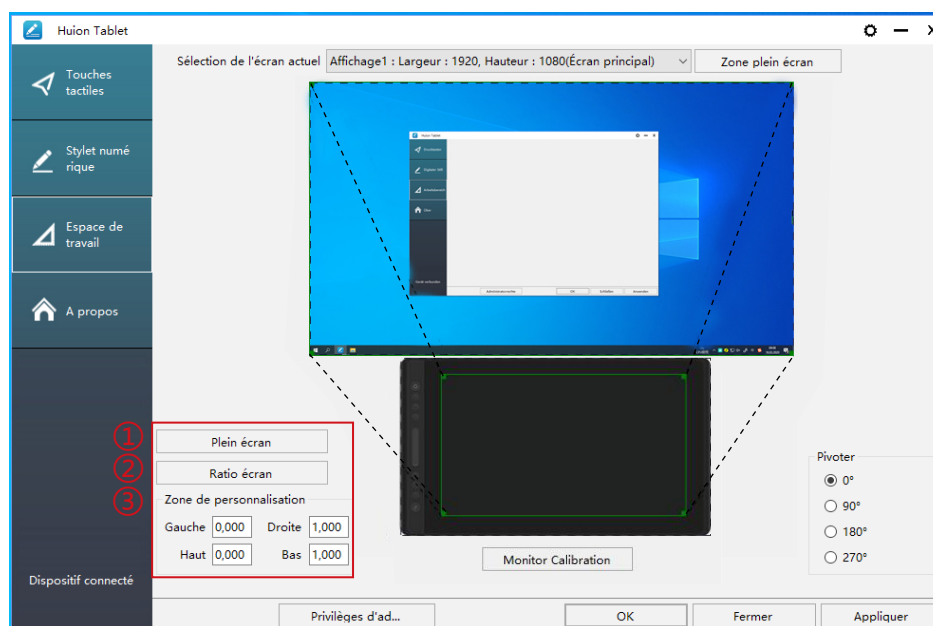 Huion Tablet
Touches
tactiles
Stylet numé
rique
Espace de
travail
A propos
Dispositif connecté
Sélection de l'écran actuel Affichage1 : Largeur : 1920, Hauteur : 1080(Écran principal) Zone plein écran
Huion Tablet
① Plein écran
② Ratio écran
③ Zone de personnalisation
Gauche 0,000 Droite 1,000
Haut 0,000 Bas 1,000
Monitor Calibration
Pivoter
0°
90°
180°
270°
Privilèges d'ad... OK Fermer Appliquer